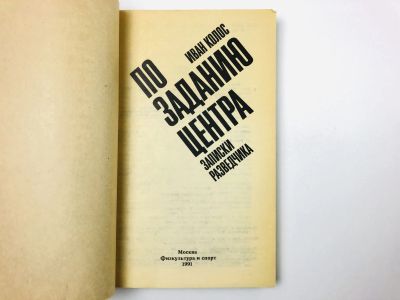 ИВАН КОЛОС
ПО
ЗАДАНИЮ
ЦЕНТРА
ЗАПИСКИ
РАЗВЕДЧИКА
Москва
Физкультура и спорт
1991